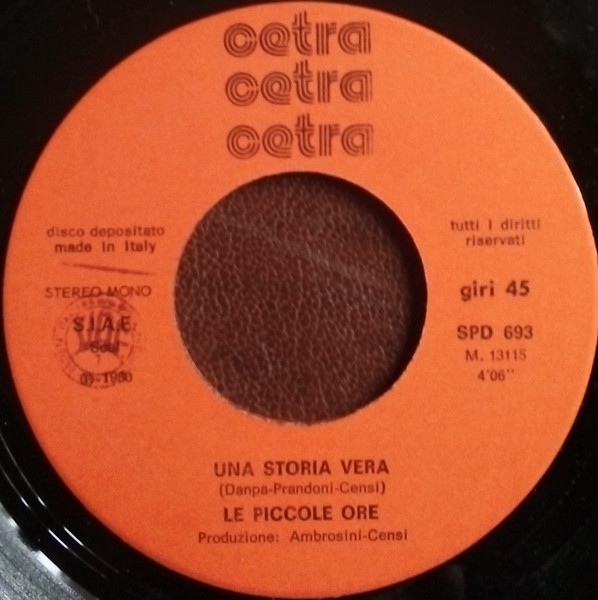 cetra
cetra
cetra
disco depositato
made in Italy
STEREO MONO
S.I.A.E.
1980
tutti i diritti
riservati
giri 45
SPD 693
M. 13115
4'06"
UNA STORIA VERA
(Danpa-Prandoni-Censi)
LE PICCOLE ORE
Produzione: Ambrosini-Censi